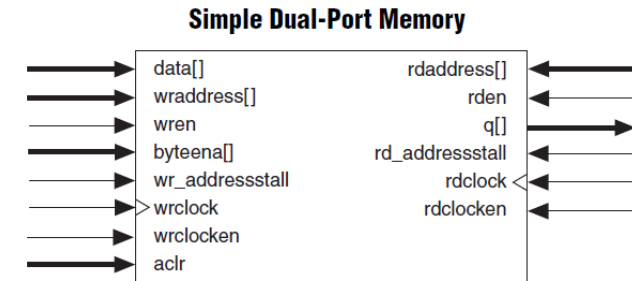 Simple Dual-Port Memory
data[]
wraddress[]
wren
byteena[]
wr_addressstall
wrclock
wrclocken
aclr
rdaddress[]
rden
q[]
rd_addressstall
rdclock
rdclocken